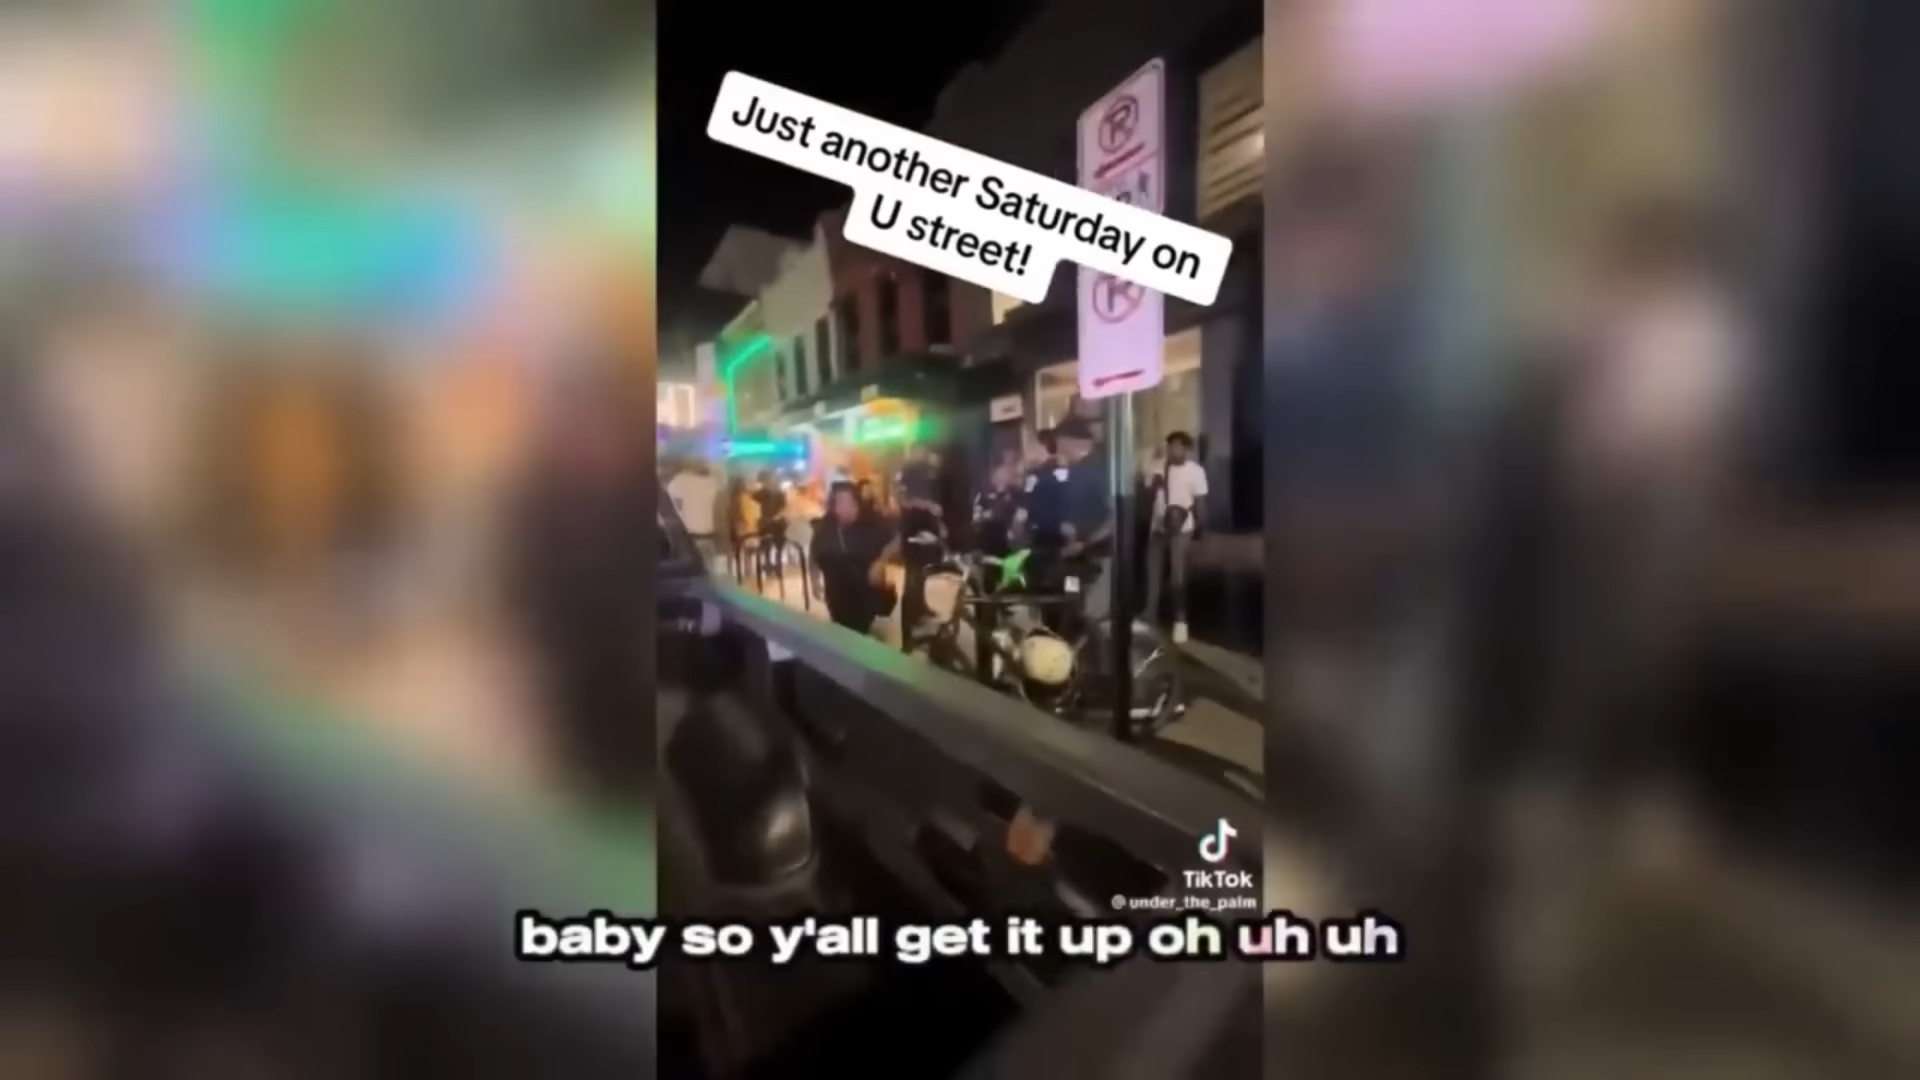 Just another Saturday on
U street!
TikTok
@under_the_palm
baby so y'all get it up oh uh uh